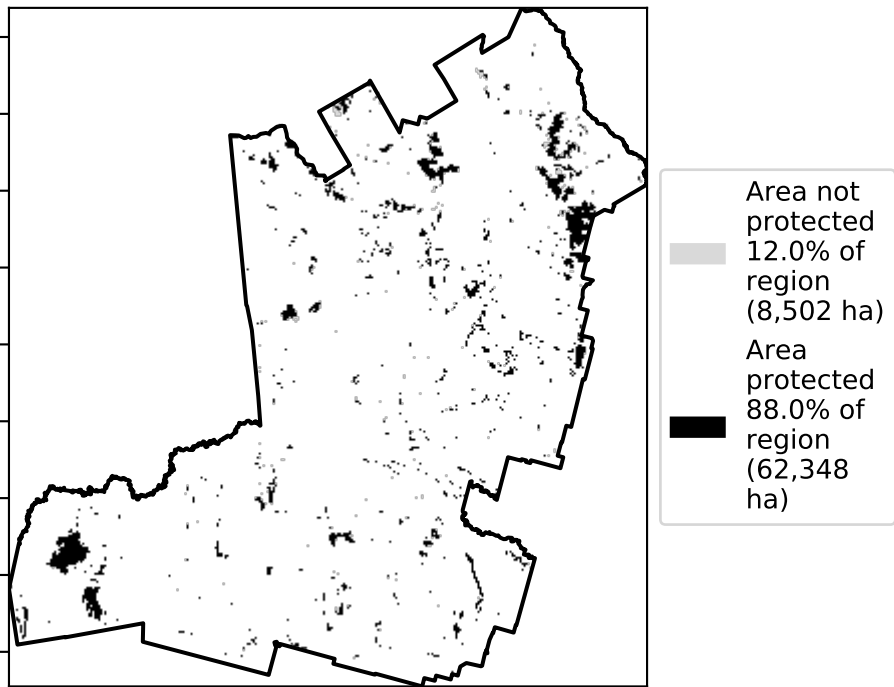 Area not
protected
12.0% of
region
(8,502 ha)
Area
protected
88.0% of
region
(62,348
ha)